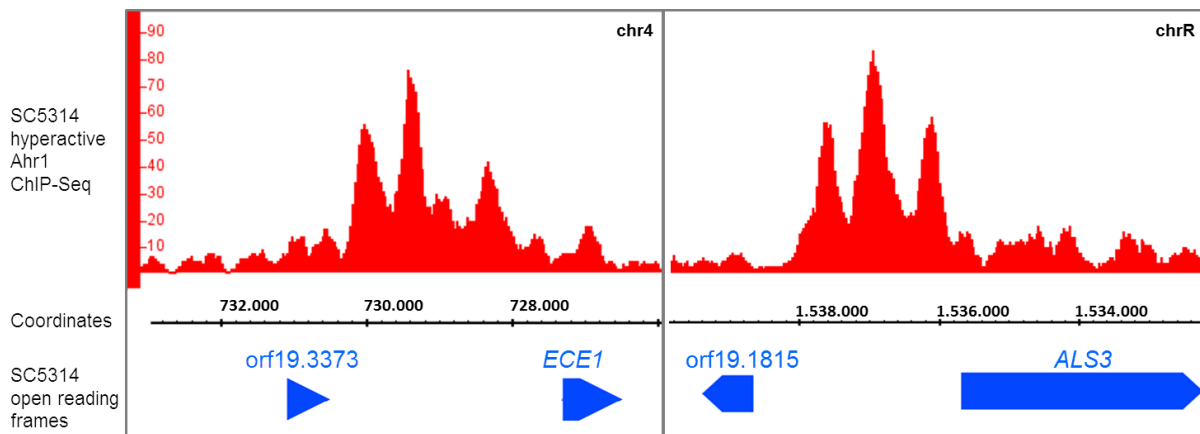 90
80
70
60
50
40
30
20
10
chr4
chrR
SC5314
hyperactive
Ahr1
ChIP-Seq
732.000 730.000 728.000 1.538.000 1.536.000 1.534.000
Coordinates
orf19.3373 ECE1 orf19.1815 ALS3
SC5314
open reading
frames